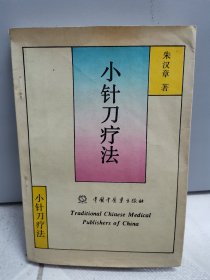 朱汉章 著
小针刀疗法
小针刀疗法
中国中医药出版社
Traditional Chinese Medical
Publishers of China